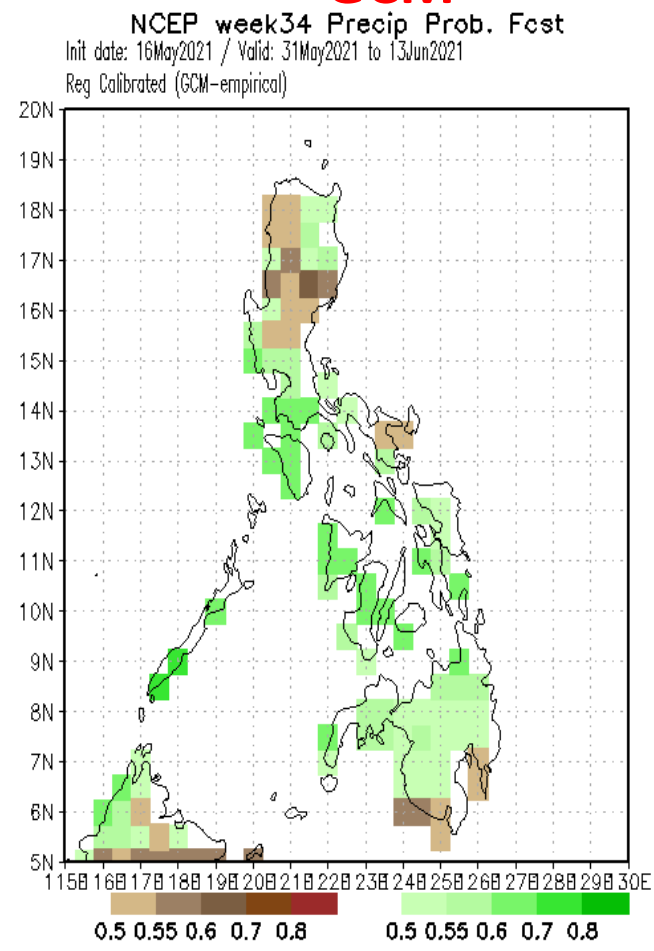 GCM
NCEP week34 Precip Prob. Fcst
Init date: 16May2021 / Valid: 31May2021 to 13Jun2021
Reg Calibrated (GCM-empirical)
20N
19N
18N
17N
16N
15N
14N
13N
12N
11N
10N
9N
8N
7N
6N
5N
130E
0.5 0.55 0.6 0.7 0.8 0.5 0.55 0.6 0.7 0.8